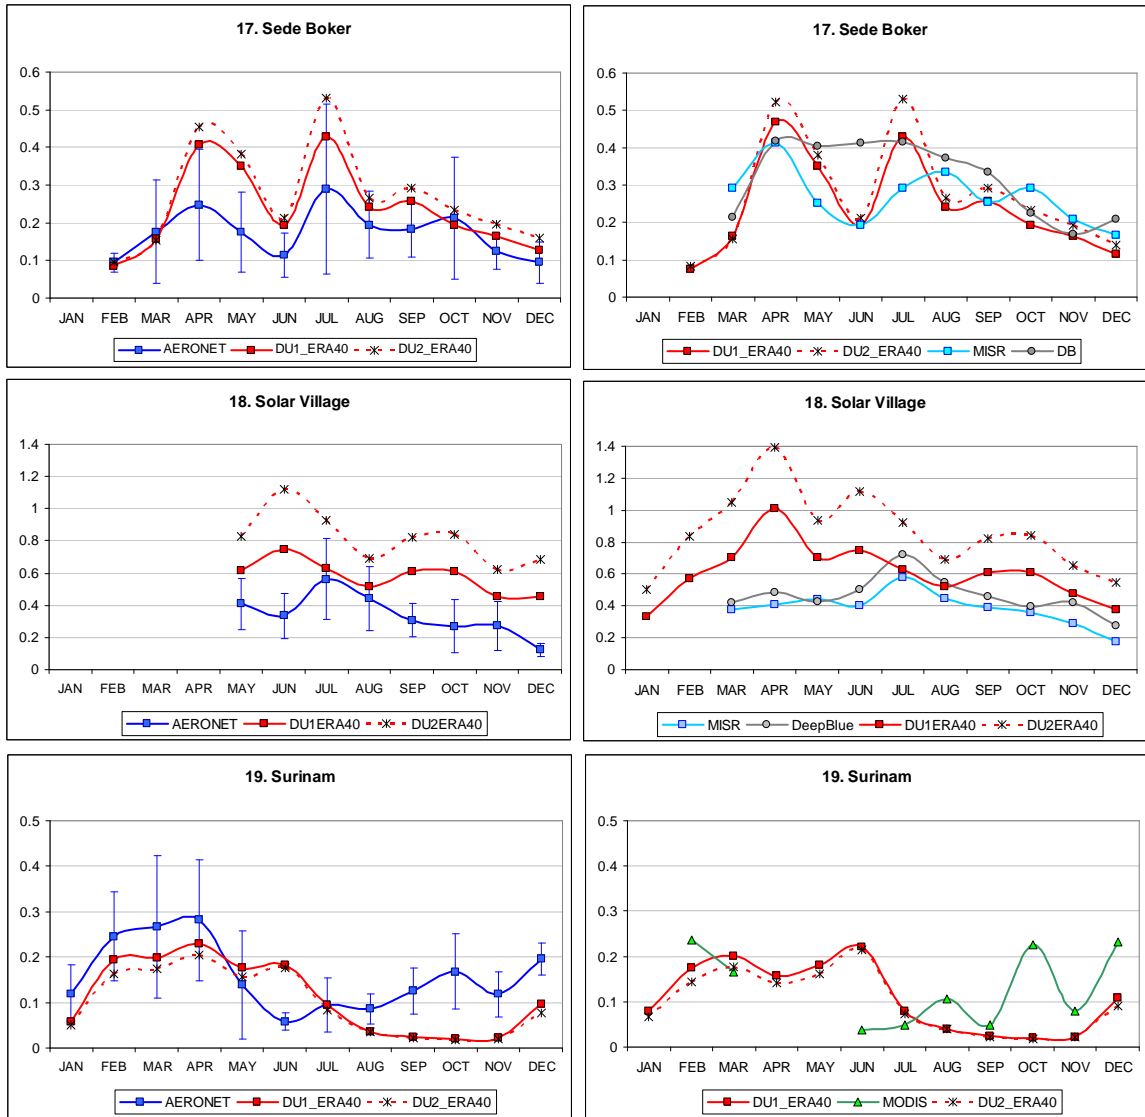 17. Sede Boker
0.6
0.5
0.4
0.3
0.2
0.1
0
JAN FEB MAR APR MAY JUN JUL AUG SEP OCT NOV DEC
AERONET DU1_ERA40 DU2_ERA40
17. Sede Boker
0.6
0.5
0.4
0.3
0.2
0.1
0
JAN FEB MAR APR MAY JUN JUL AUG SEP OCT NOV DEC
DU1_ERA40 DU2_ERA40 MISR DB
18. Solar Village
1.4
1.2
1
0.8
0.6
0.4
0.2
0
JAN FEB MAR APR MAY JUN JUL AUG SEP OCT NOV DEC
AERONET DU1ERA40 DU2ERA40
18. Solar Village
1.4
1.2
1
0.8
0.6
0.4
0.2
0
JAN FEB MAR APR MAY JUN JUL AUG SEP OCT NOV DEC
MISR DeepBlue DU1ERA40 DU2ERA40
19. Surinam
0.5
0.4
0.3
0.2
0.1
0
JAN FEB MAR APR MAY JUN JUL AUG SEP OCT NOV DEC
AERONET DU1_ERA40 DU2_ERA40
19. Surinam
0.5
0.4
0.3
0.2
0.1
0
JAN FEB MAR APR MAY JUN JUL AUG SEP OCT NOV DEC
DU1_ERA40 MODIS DU2_ERA40